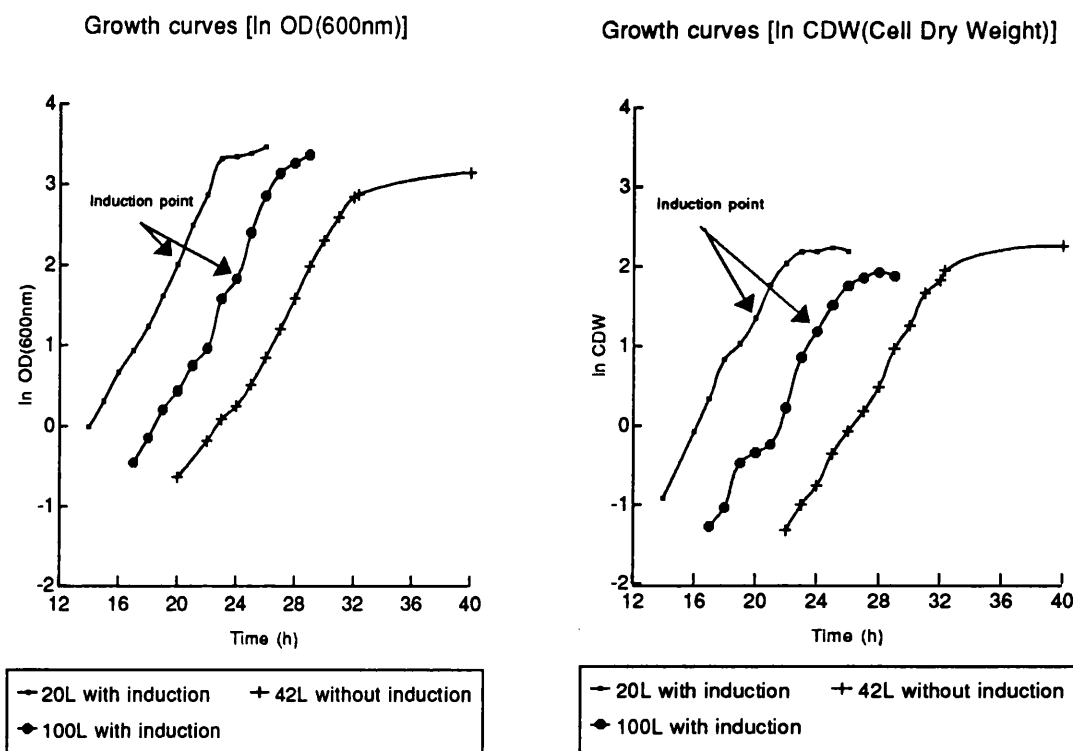 Growth curves [ln OD(600nm)]
4
3
2
1
0
-1
-2
ln OD(600nm)
Induction point
12 16 20 24 28 32 36 40
Time (h)
20L with induction
42L without induction
100L with induction
Growth curves [ln CDW(Cell Dry Weight)]
4
3
2
1
0
-1
-2
ln CDW
Induction point
12 16 20 24 28 32 36 40
Time (h)
20L with induction
42L without induction
100L with induction